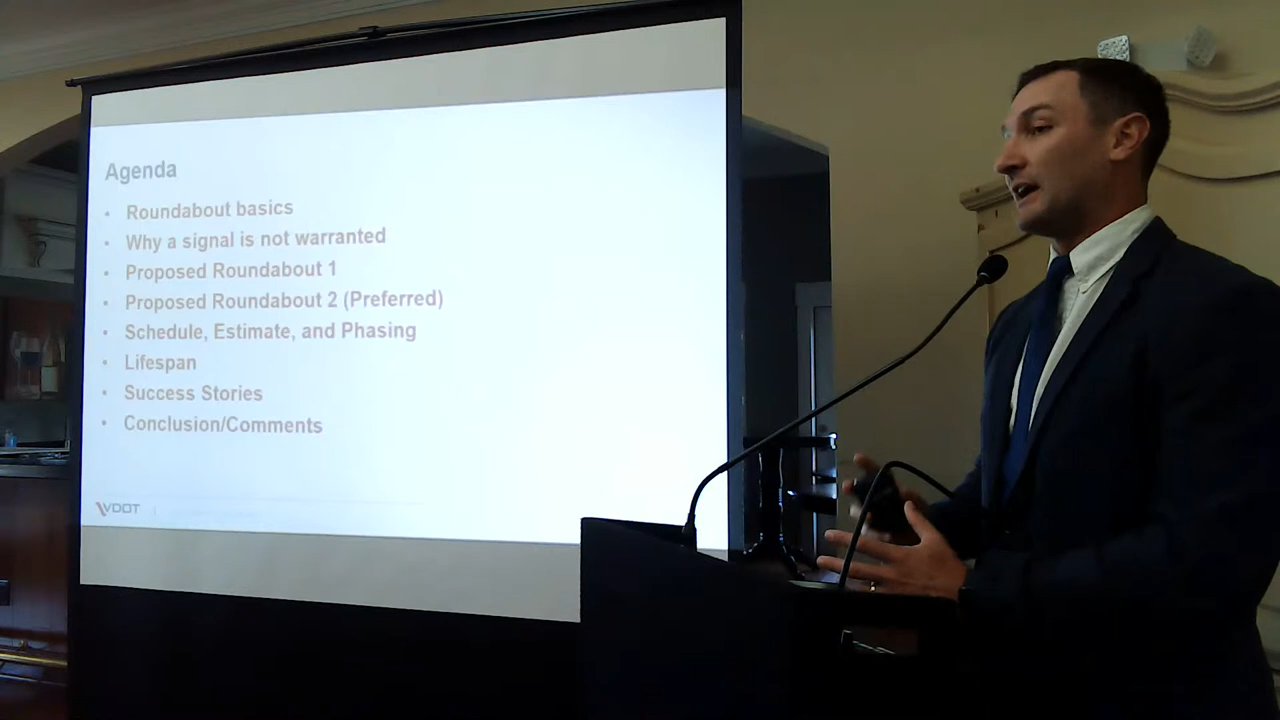 Agenda
• Roundabout basics
• Why a signal is not warranted
• Proposed Roundabout 1
• Proposed Roundabout 2 (Preferred)
• Schedule, Estimate, and Phasing
• Lifespan
• Success Stories
• Conclusion/Comments
VDOT